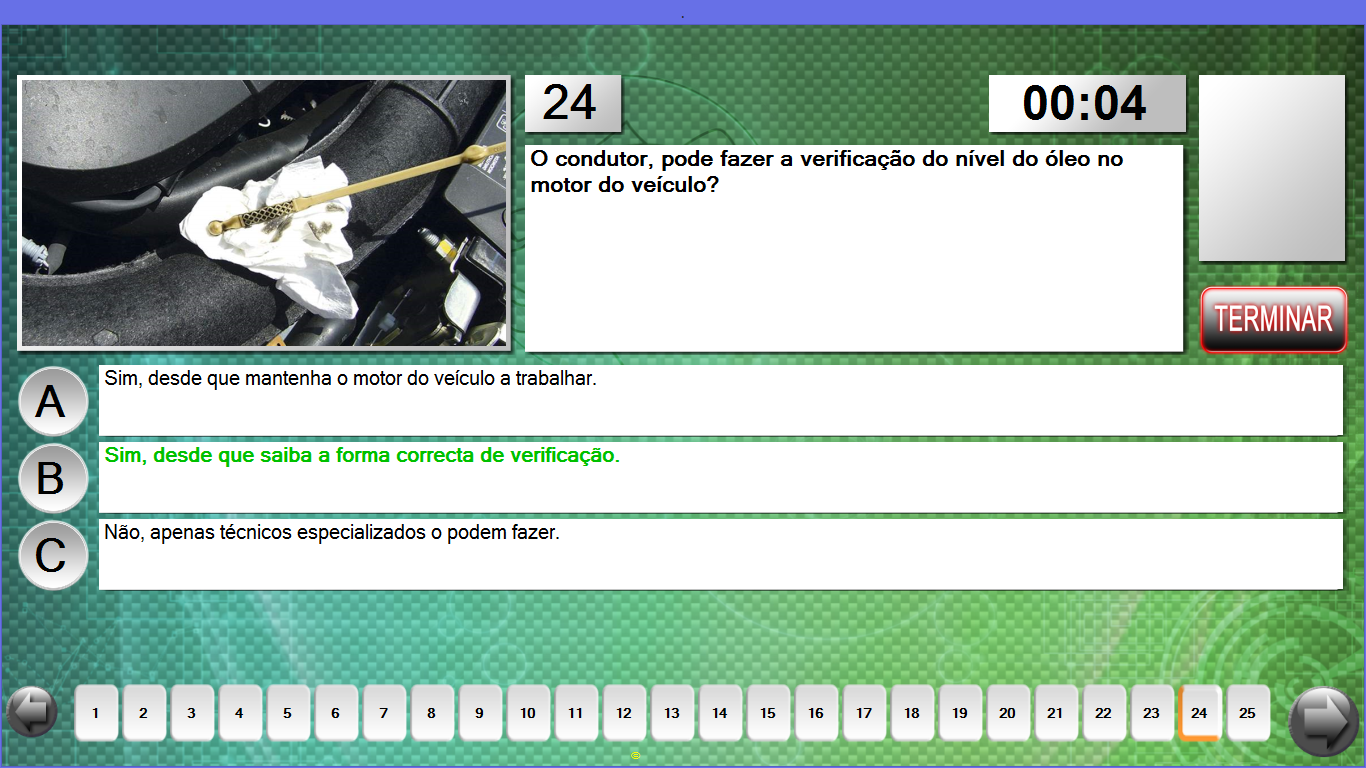 24
00:04
O condutor, pode fazer a verificação do nível do óleo no
motor do veículo?
TERMINAR
A
Sim, desde que mantenha o motor do veículo a trabalhar.
B
Sim, desde que saiba a forma correcta de verificação.
C
Não, apenas técnicos especializados o podem fazer.
1 2 3 4 5 6 7 8 9 10 11 12 13 14 15 16 17 18 19 20 21 22 23 24 25
©